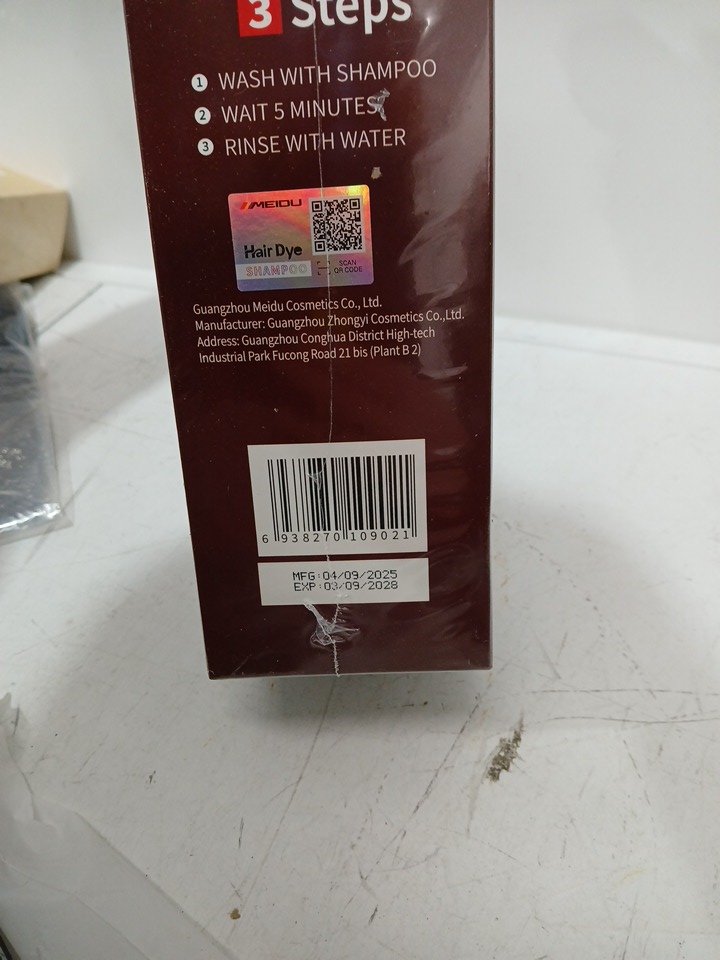 3 Steps
1 WASH WITH SHAMPOO
2 WAIT 5 MINUTES
3 RINSE WITH WATER
MEIDU
Hair Dye
SHAMPOO
SCAN
QR CODE
Guangzhou Meidu Cosmetics Co., Ltd.
Manufacturer: Guangzhou Zhongyi Cosmetics Co.,Ltd.
Address: Guangzhou Conghua District High-tech
Industrial Park Fucong Road 21 bis (Plant B 2)
6 938270 109021
MFG:04/09/2025
EXP:03/09/2028